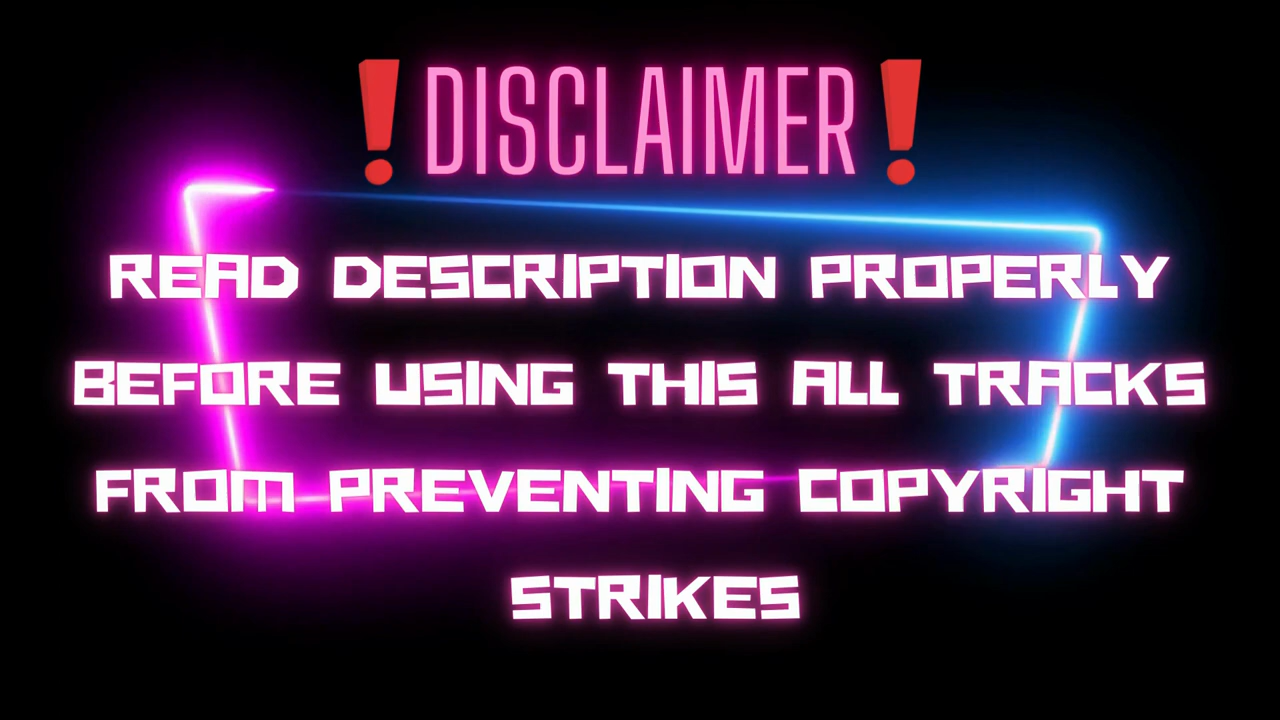 ❗DISCLAIMER❗
READ DESCRIPTION PROPERLY
BEFORE USING THIS ALL TRACKS
FROM PREVENTING COPYRIGHT
STRIKES